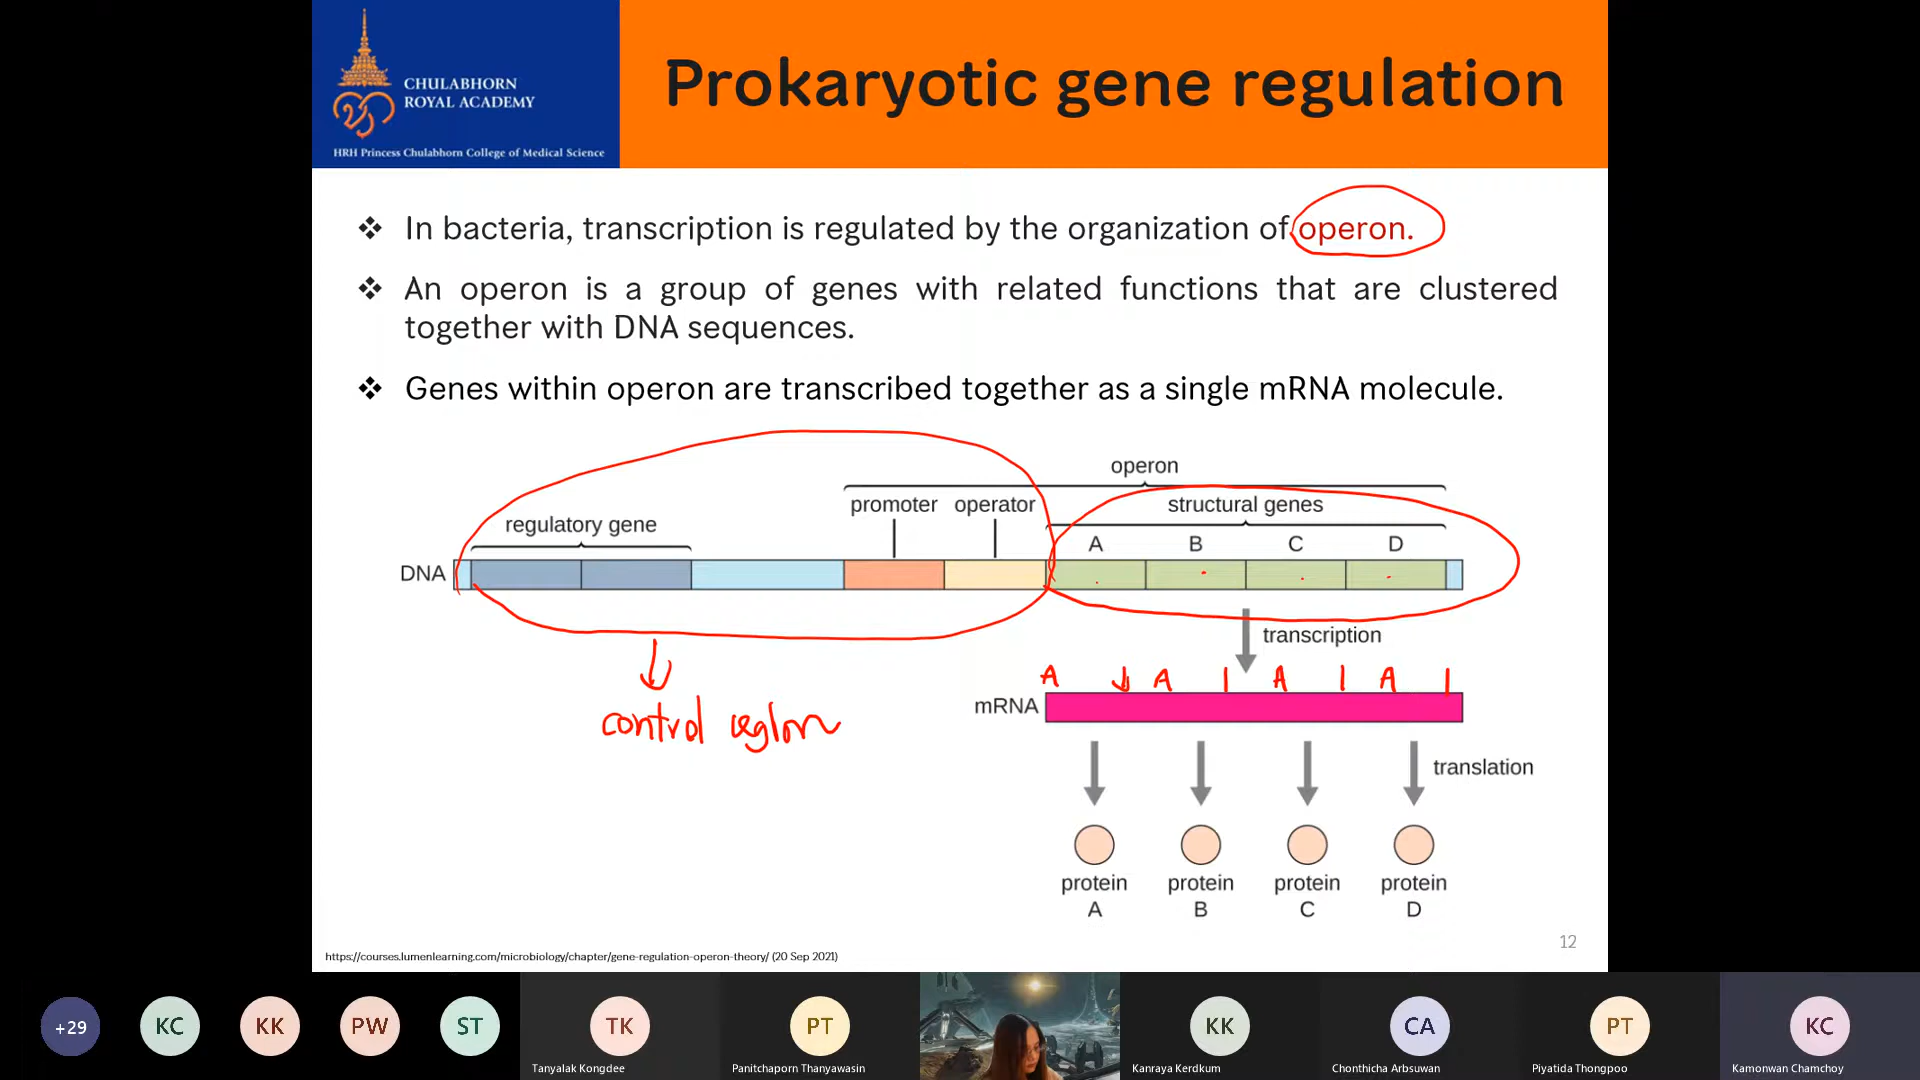 CHULABHORN
ROYAL ACADEMY
HRH Princess Chulabhorn College of Medical Science
Prokaryotic gene regulation
❖ In bacteria, transcription is regulated by the organization of operon.
❖ An operon is a group of genes with related functions that are clustered
together with DNA sequences.
❖ Genes within operon are transcribed together as a single mRNA molecule.
operon
promoter operator structural genes
regulatory gene
A B C D
DNA
transcription
A A A A
mRNA
control region
translation
protein protein protein protein
A B C D
12
https://courses.lumenlearning.com/microbiology/chapter/gene-regulation-operon-theory/ (20 Sep 2021)
+29 KC KK PW ST TK PT KK CA PT KC
Tanyalak Kongdee Panitchaporn Thanyawasin Kanraya Kerdkum Chonthicha Arbsuwan Piyatida Thongpoo Kamonwan Chamchoy